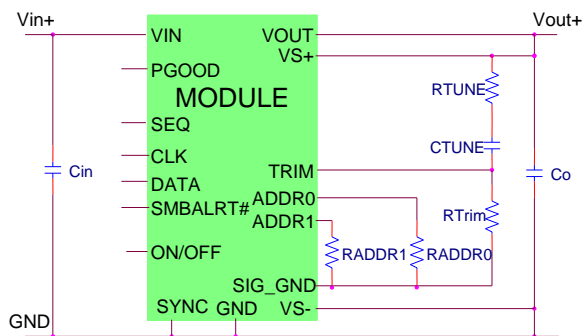 Vin+
Vout+
VIN
VOUT
VS+
PGOOD
RTUNE
MODULE
SEQ
CTUNE
CLK
TRIM
Cin
Co
DATA
ADDR0
SMBALRT#
ADDR1
RTrim
ON/OFF
RADDR1
RADDR0
SIG_GND
SYNC
GND
VS-
GND